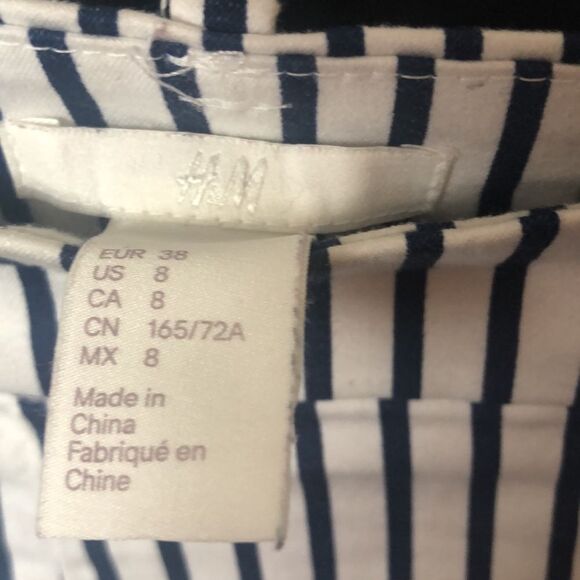 H&M
EUR 38
US 8
CA 8
CN 165/72A
MX 8
Made in
China
Fabriqué en
Chine